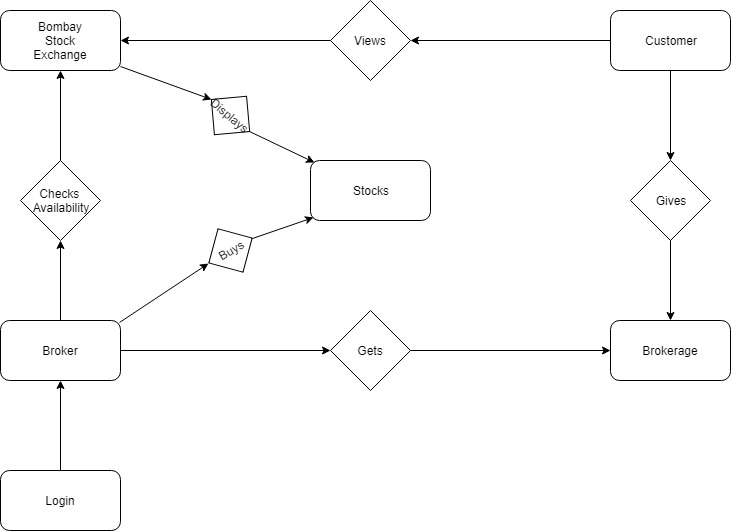 Bombay
Stock
Exchange
Views
Customer
Displays
Stocks
Checks
Availability
Gives
Buys
Broker
Gets
Brokerage
Login